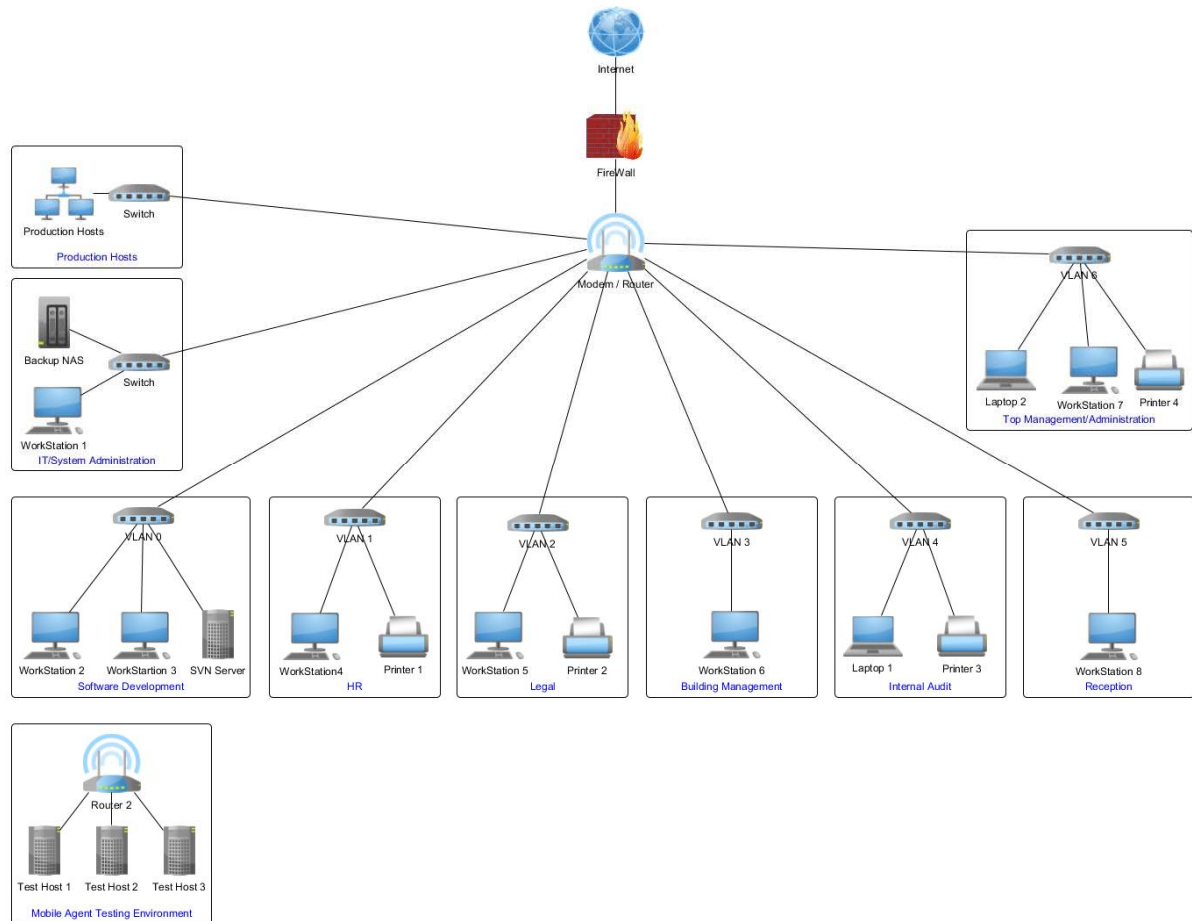 Internet
FireWall
Switch
Production Hosts
Production Hosts
Modem / Router
VLAN 6
Backup NAS
Switch
Laptop 2
WorkStation 7
Printer 4
Top Management/Administration
WorkStation 1
IT/System Administration
VLAN 0
VLAN 1
VLAN 2
VLAN 3
VLAN 4
VLAN 5
WorkStation 2
WorkStartion 3
SVN Server
Software Development
WorkStation4
Printer 1
HR
WorkStation 5
Printer 2
Legal
WorkStation 6
Building Management
Laptop 1
Printer 3
Internal Audit
WorkStation 8
Reception
Router 2
Test Host 1
Test Host 2
Test Host 3
Mobile Agent Testing Environment